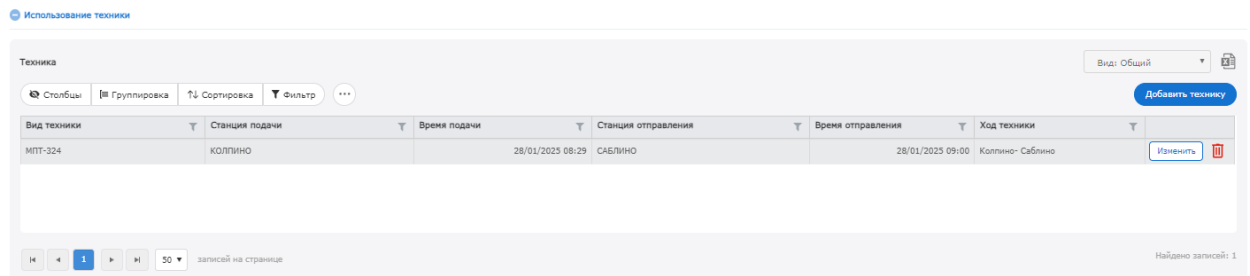 Использование техники
Техника
Вид: Общий
Столбцы Группировка Сортировка Фильтр
Добавить технику
Вид техники Станция подачи Время подачи Станция отправления Время отправления Ход техники
МПТ-324 КОЛПИНО 28/01/2025 08:29 САБЛИНО 28/01/2025 09:00 Колпино- Саблино Изменить
1 50 записей на странице
Найдено записей: 1